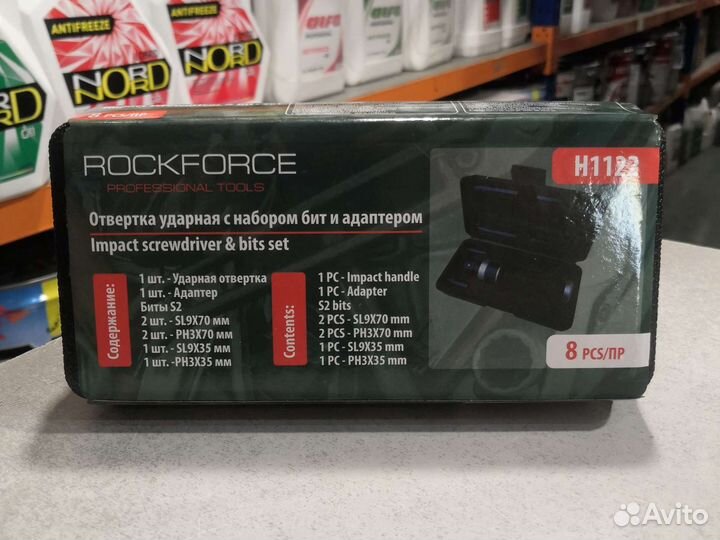 ANTIFREEZE
NORD
ANTIFREEZE
NORD
8 PCS/ПР
ROCKFORCE
PROFESSIONAL TOOLS
H1123
Отвертка ударная с набором бит и адаптером
Impact screwdriver & bits set
Содержание:
1 шт. - Ударная отвертка
1 шт. - Адаптер
Биты S2
2 шт. - SL9X70 мм
2 шт. - PH3X70 мм
1 шт. - SL9X35 мм
1 шт. -PH3X35 мм
Contents:
1 PC - Impact handle
1 PC - Adapter
S2 bits
2 PCS - SL9X70 mm
2 PCS - PH3X70 mm
1 PC - SL9X35 mm
1 PC - PH3X35 mm
8 PCS/ПР
Avito